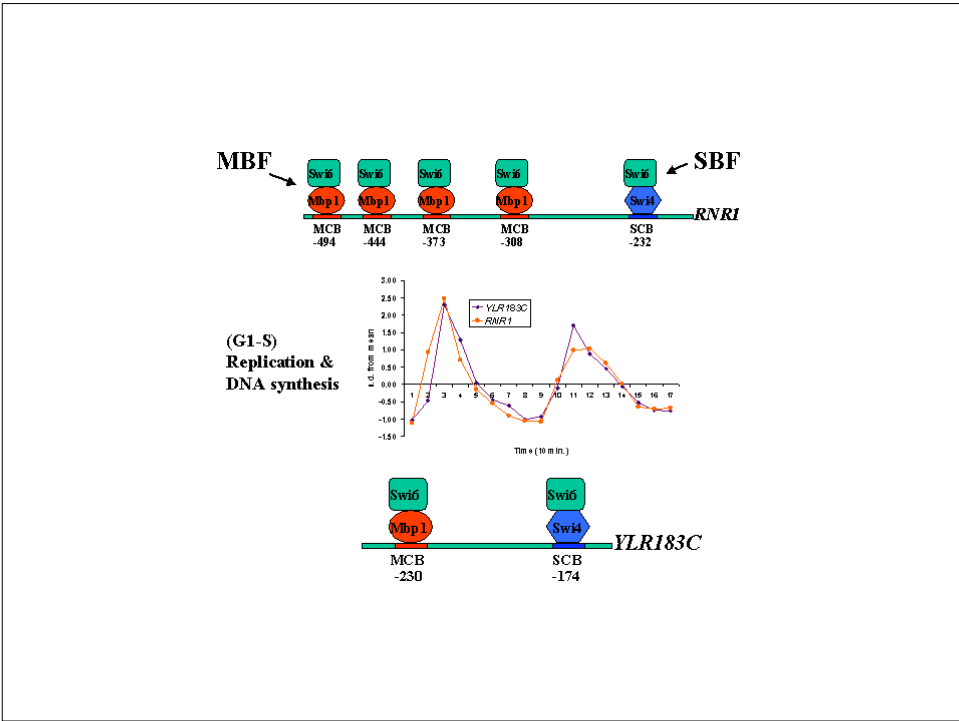 MBF
SBF
Swi6 Swi6 Swi6 Swi6 Swi6
Mbp1 Mbp1 Mbp1 Mbp1 Swi4
RNR1
MCB MCB MCB MCB SCB
-494 -444 -373 -308 -232
(G1-S)
Replication &
DNA synthesis
s.d. from mean
3.00
2.50
2.00
1.50
1.00
0.50
0.00
-0.50
-1.00
-1.50
YLR183C
RNR1
1 2 3 4 5 6 7 8 9 10 11 12 13 14 15 16 17
Time (10 min.)
Swi6 Swi6
Mbp1 Swi4
YLR183C
MCB SCB
-230 -174